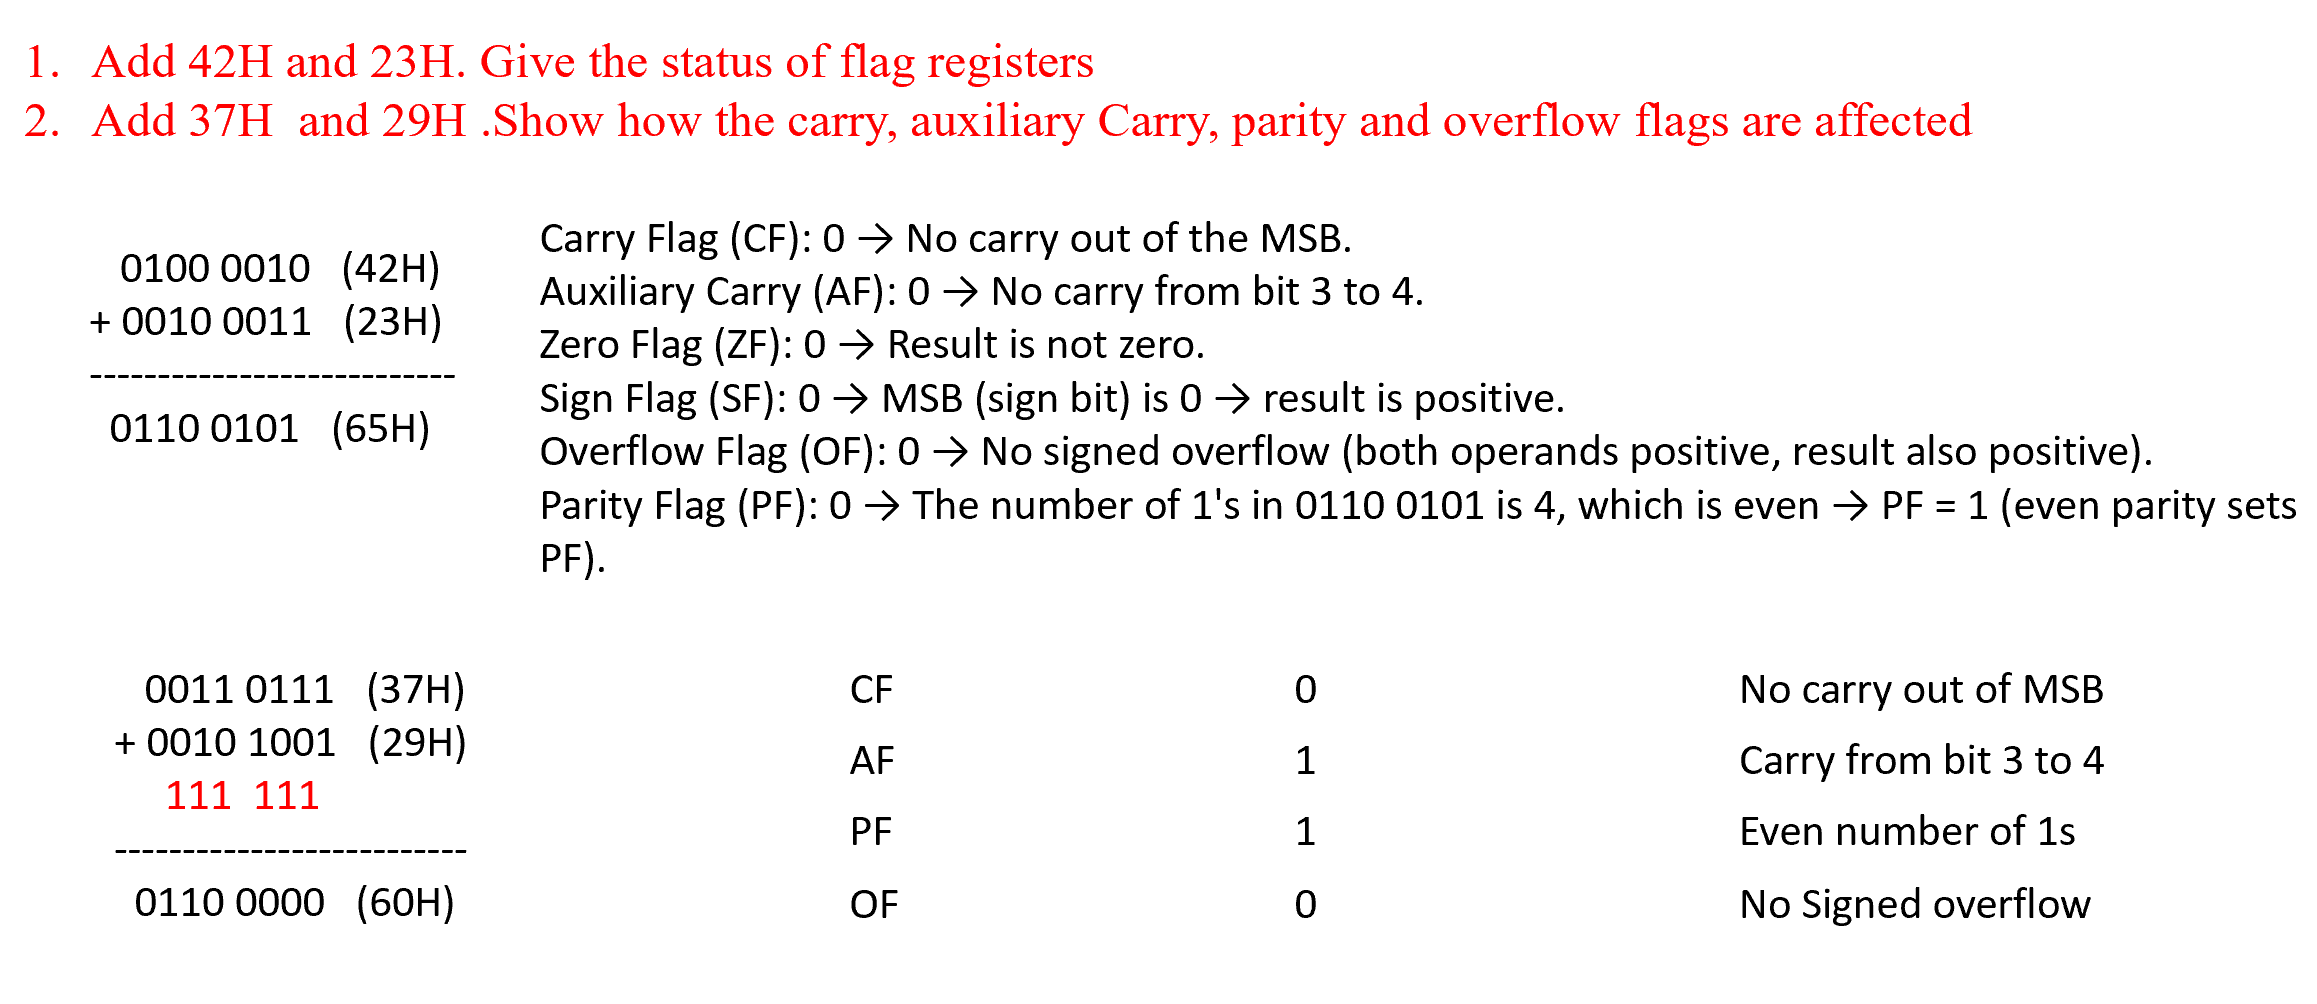 1. Add 42H and 23H. Give the status of flag registers
2. Add 37H and 29H .Show how the carry, auxiliary Carry, parity and overflow flags are affected
0100 0010 (42H)
+ 0010 0011 (23H)
---------------------------
0110 0101 (65H)
Carry Flag (CF): 0 → No carry out of the MSB.
Auxiliary Carry (AF): 0 → No carry from bit 3 to 4.
Zero Flag (ZF): 0 → Result is not zero.
Sign Flag (SF): 0 → MSB (sign bit) is 0 → result is positive.
Overflow Flag (OF): 0 → No signed overflow (both operands positive, result also positive).
Parity Flag (PF): 0 → The number of 1's in 0110 0101 is 4, which is even → PF = 1 (even parity sets
PF).
0011 0111 (37H)
+ 0010 1001 (29H)
111 111
--------------------------
0110 0000 (60H)
CF 0 No carry out of MSB
AF 1 Carry from bit 3 to 4
PF 1 Even number of 1s
OF 0 No Signed overflow